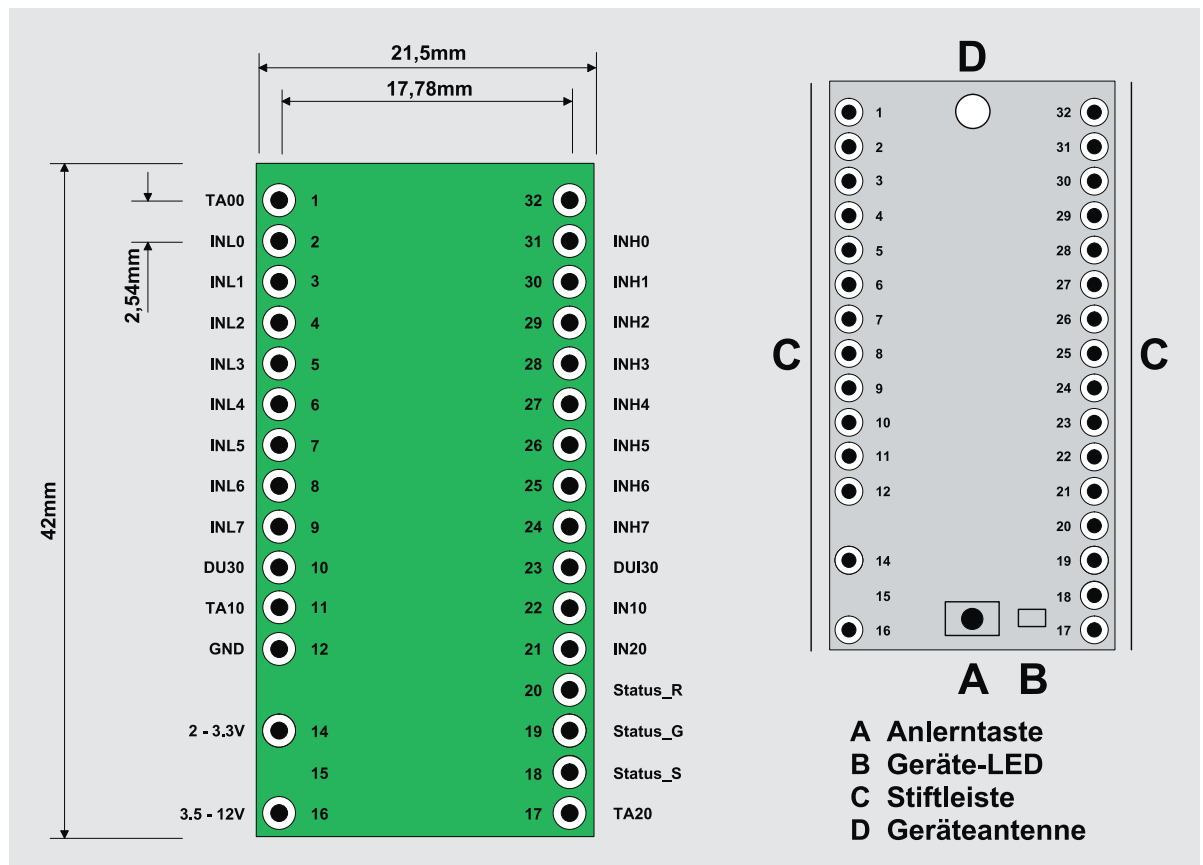 21,5mm
17,78mm
42mm
2,54mm
TA00 1 32
INL0 2 31 INH0
INL1 3 30 INH1
INL2 4 29 INH2
INL3 5 28 INH3
INL4 6 27 INH4
INL5 7 26 INH5
INL6 8 25 INH6
INL7 9 24 INH7
DU30 10 23 DUI30
TA10 11 22 IN10
GND 12 21 IN20
20 Status_R
2 - 3.3V 14 19 Status_G
15 18 Status_S
3.5 - 12V 16 17 TA20
D
1 32
2 31
3 30
4 29
5 28
6 27
7 26
C 8 25 C
9 24
10 23
11 22
12 21
20
14 19
15 18
16 17
A B
A Anlerntaste
B Geräte-LED
C Stiftleiste
D Geräteantenne